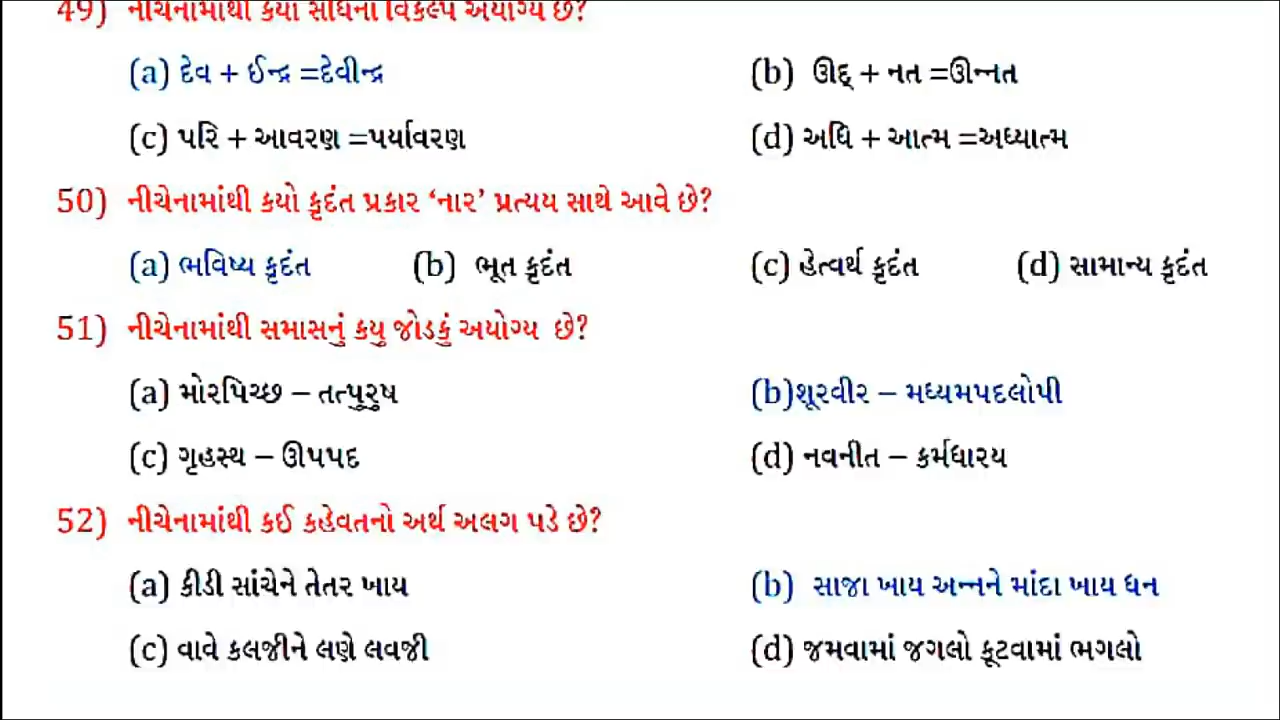 49) નીચેનામાંથી કયો સંધિનો વિકલ્પ અયોગ્ય છે?
(a) દેવ + ઈન્દ્ર =દેવીન્દ્ર (b) ઊદ્ + નત =ઊન્નત
(c) પરિ + આવરણ =પર્યાવરણ (d) અધિ + આત્મ =અધ્યાત્મ
50) નીચેનામાંથી કયો કૃદંત પ્રકાર ‘નાર’ પ્રત્યય સાથે આવે છે?
(a) ભવિષ્ય કૃદંત (b) ભૂત કૃદંત (c) હેત્વર્થ કૃદંત (d) સામાન્ય કૃદંત
51) નીચેનામાંથી સમાસનું કયુ જોડકું અયોગ્ય છે?
(a) મોરપિચ્છ – તત્પુરુષ (b)શૂરવીર – મધ્યમપદલોપી
(c) ગૃહસ્થ – ઊપપદ (d) નવનીત – કર્મધારય
52) નીચેનામાંથી કઈ કહેવતનો અર્થ અલગ પડે છે?
(a) કીડી સાંચેને તેતર ખાય (b) સાજા ખાય અન્નને માંદા ખાય ધન
(c) વાવે કલજીને લણે લવજી (d) જમવામાં જગલો કૂટવામાં ભગલો